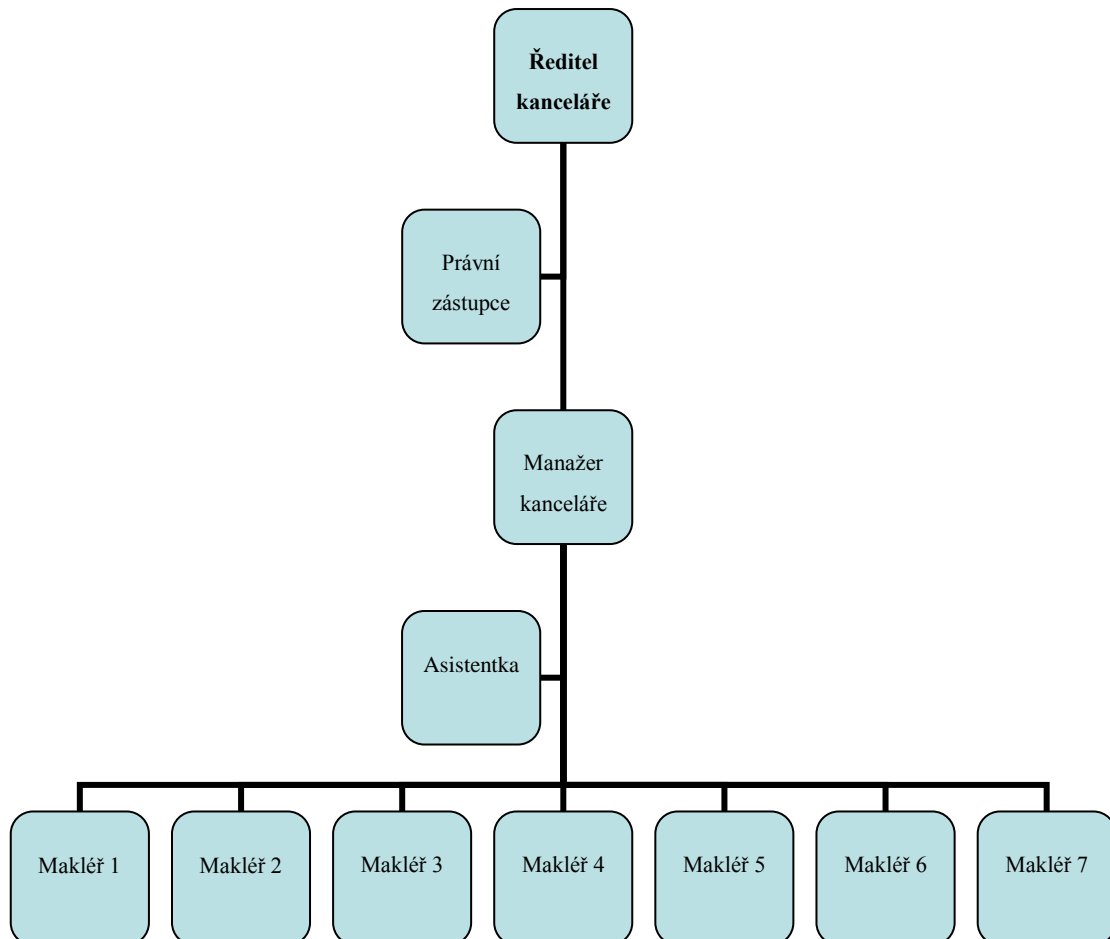 Ředitel
kanceláře
Právní
zástupce
Manažer
kanceláře
Asistentka
Makléř 1
Makléř 2
Makléř 3
Makléř 4
Makléř 5
Makléř 6
Makléř 7